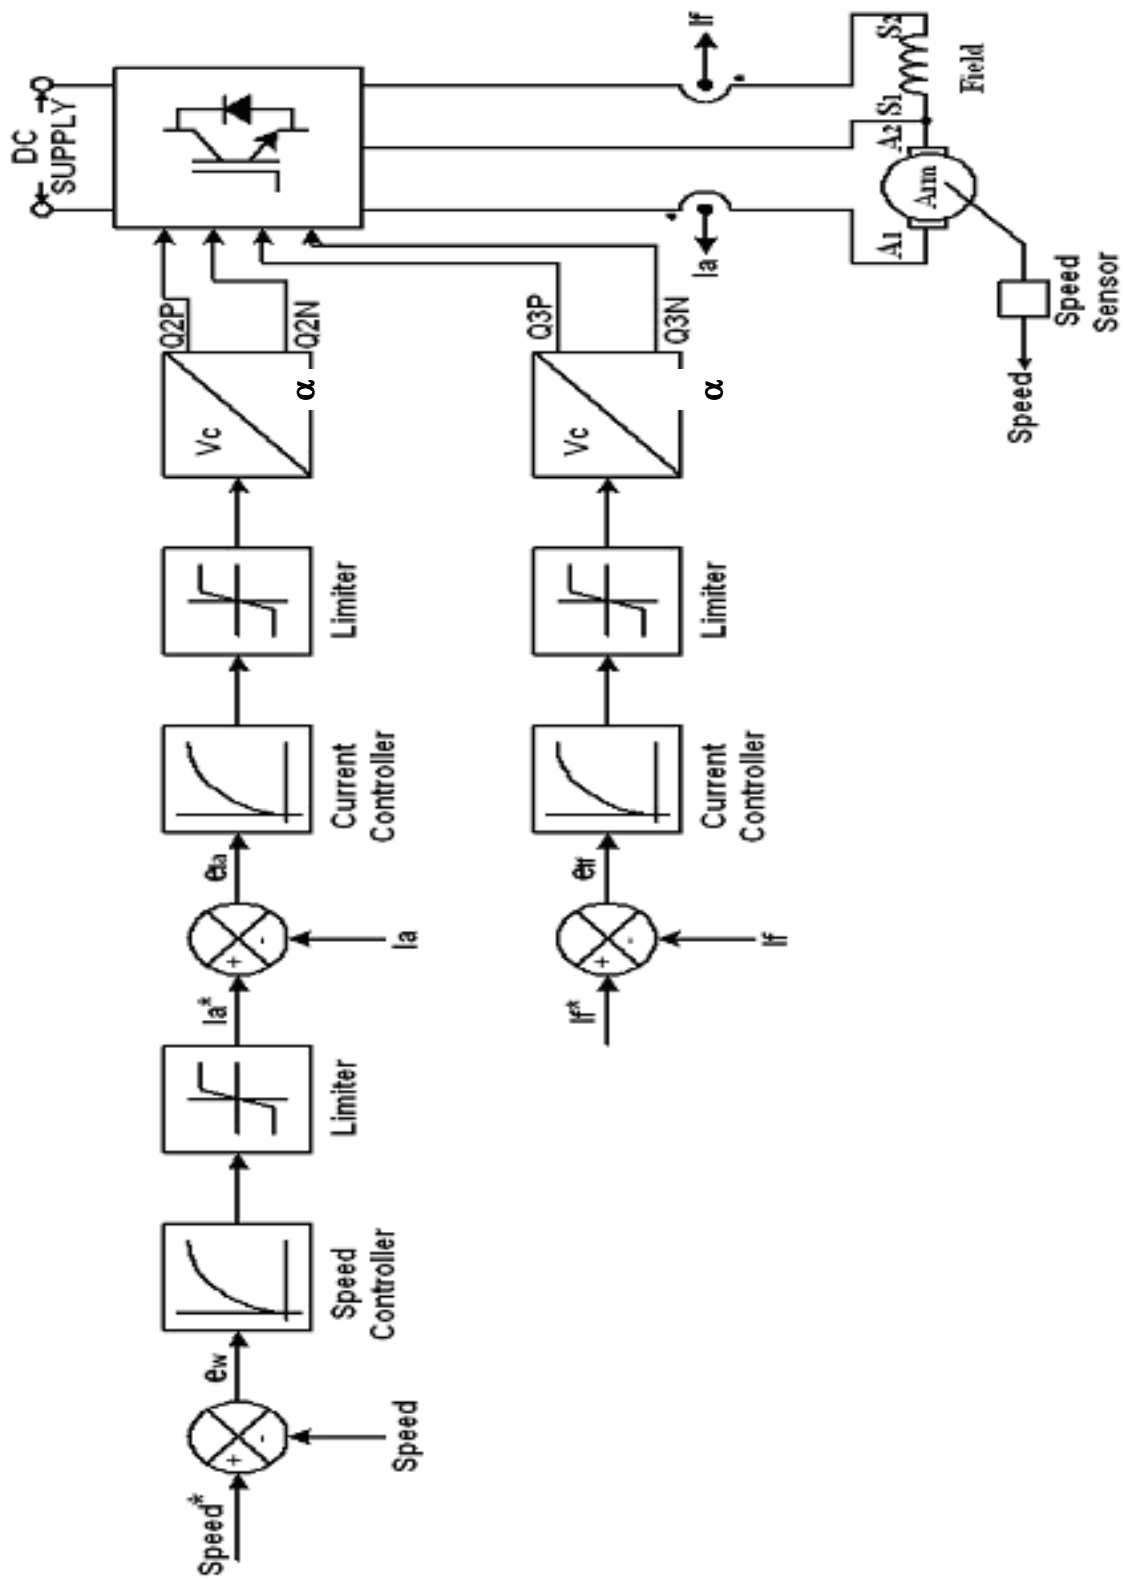 DC
SUPPLY
Speed*
+
-
Speed
ew
Speed
Controller
Limiter
Ia*
+
-
Ia
eIa
Current
Controller
Limiter
Vc
α
Q2P
Q2N
If*
+
-
If
eIf
Current
Controller
Limiter
Vc
α
Q3P
Q3N
Ia
If
A1
Arm
A2
S1
S2
Field
Speed
Speed
Sensor